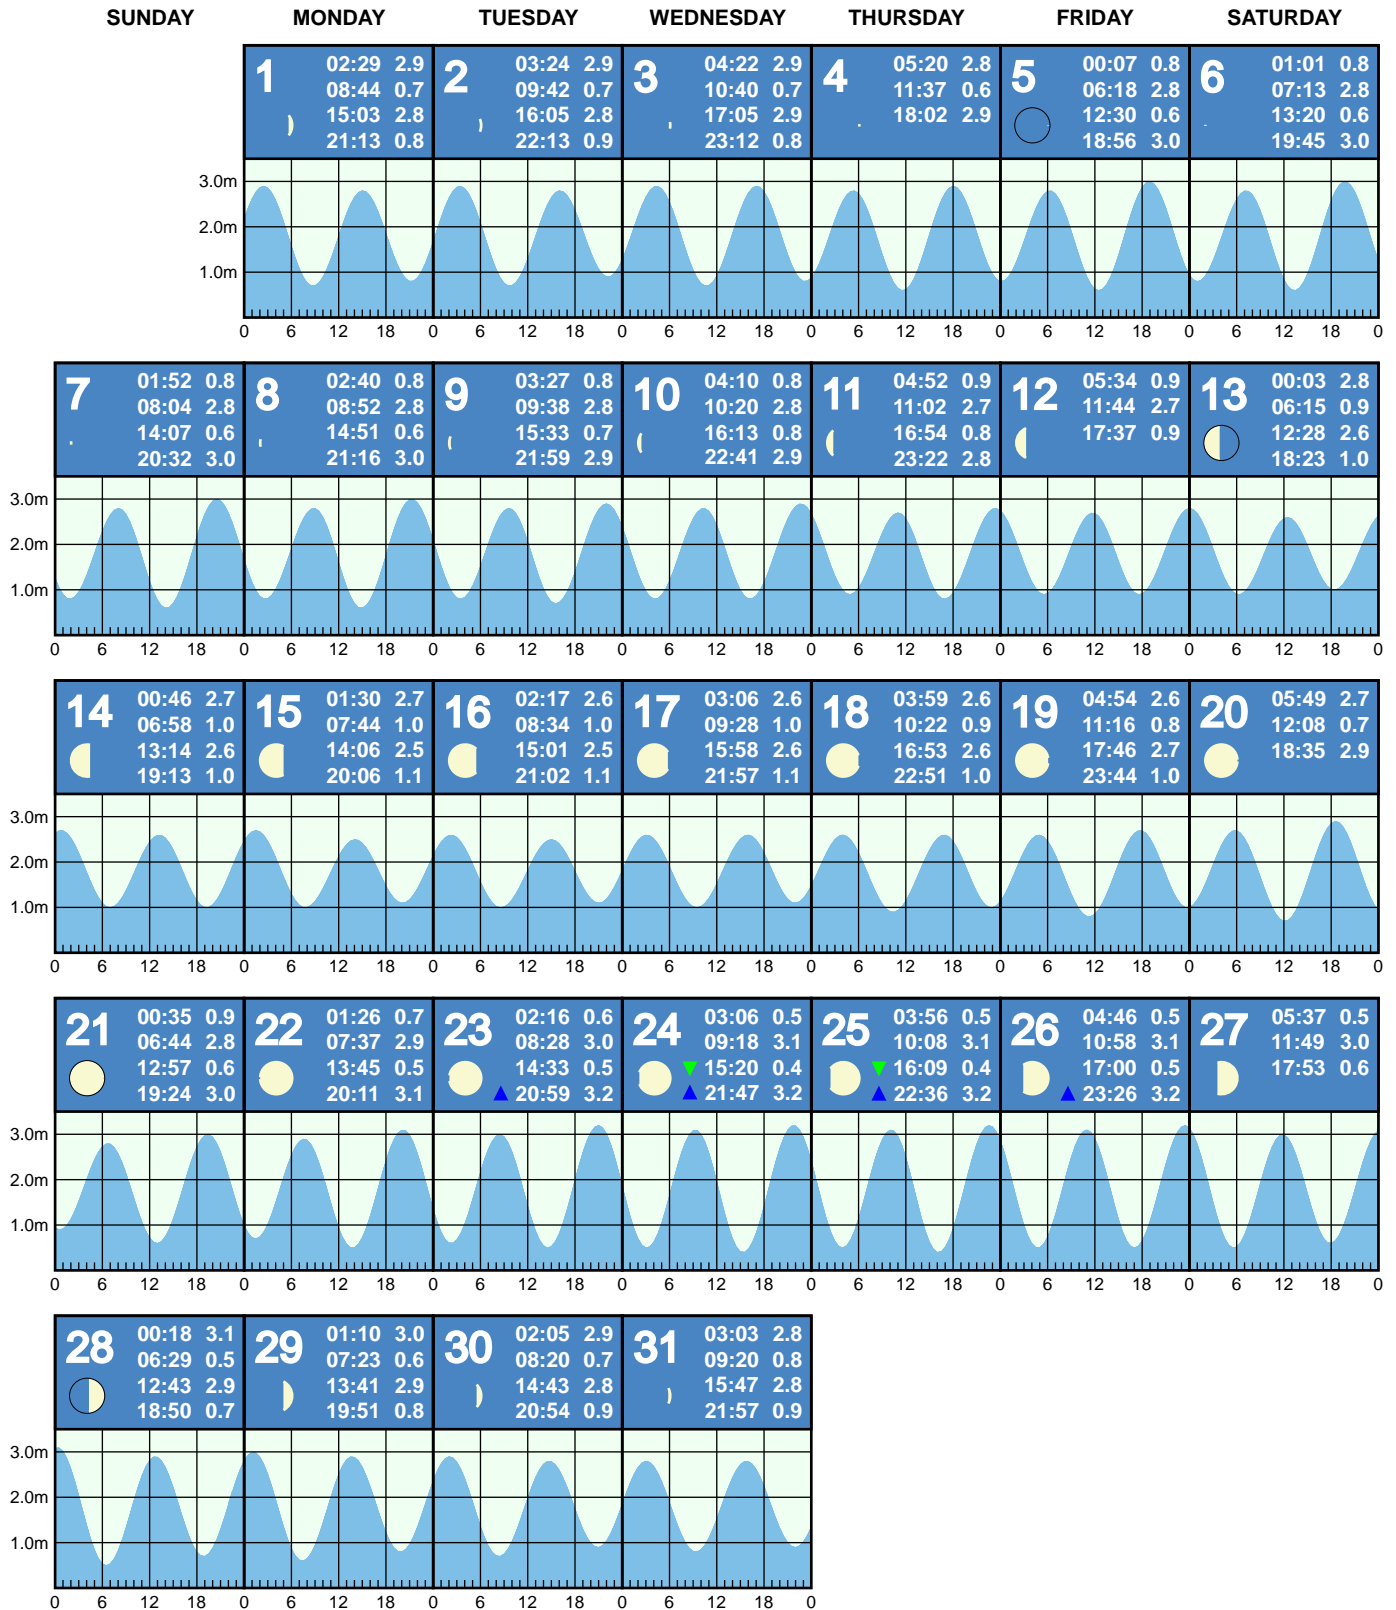 SUNDAY MONDAY TUESDAY WEDNESDAY THURSDAY FRIDAY SATURDAY
1 02:29 2.9
08:44 0.7
15:03 2.8
21:13 0.8
2 03:24 2.9
09:42 0.7
16:05 2.8
22:13 0.9
3 04:22 2.9
10:40 0.7
17:05 2.9
23:12 0.8
4 05:20 2.8
11:37 0.6
18:02 2.9
5 00:07 0.8
06:18 2.8
12:30 0.6
18:56 3.0
6 01:01 0.8
07:13 2.8
13:20 0.6
19:45 3.0
3.0m
2.0m
1.0m
0 6 12 18 0 6 12 18 0 6 12 18 0 6 12 18 0 6 12 18 0 6 12 18 0
7 01:52 0.8
08:04 2.8
14:07 0.6
20:32 3.0
8 02:40 0.8
08:52 2.8
14:51 0.6
21:16 3.0
9 03:27 0.8
09:38 2.8
15:33 0.7
21:59 2.9
10 04:10 0.8
10:20 2.8
16:13 0.8
22:41 2.9
11 04:52 0.9
11:02 2.7
16:54 0.8
23:22 2.8
12 05:34 0.9
11:44 2.7
17:37 0.9
13 00:03 2.8
06:15 0.9
12:28 2.6
18:23 1.0
3.0m
2.0m
1.0m
0 6 12 18 0 6 12 18 0 6 12 18 0 6 12 18 0 6 12 18 0 6 12 18 0 6 12 18 0
14 00:46 2.7
06:58 1.0
13:14 2.6
19:13 1.0
15 01:30 2.7
07:44 1.0
14:06 2.5
20:06 1.1
16 02:17 2.6
08:34 1.0
15:01 2.5
21:02 1.1
17 03:06 2.6
09:28 1.0
15:58 2.6
21:57 1.1
18 03:59 2.6
10:22 0.9
16:53 2.6
22:51 1.0
19 04:54 2.6
11:16 0.8
17:46 2.7
23:44 1.0
20 05:49 2.7
12:08 0.7
18:35 2.9
3.0m
2.0m
1.0m
0 6 12 18 0 6 12 18 0 6 12 18 0 6 12 18 0 6 12 18 0 6 12 18 0 6 12 18 0
21 00:35 0.9
06:44 2.8
12:57 0.6
19:24 3.0
22 01:26 0.7
07:37 2.9
13:45 0.5
20:11 3.1
23 02:16 0.6
08:28 3.0
14:33 0.5
20:59 3.2
24 03:06 0.5
09:18 3.1
15:20 0.4
21:47 3.2
25 03:56 0.5
10:08 3.1
16:09 0.4
22:36 3.2
26 04:46 0.5
10:58 3.1
17:00 0.5
23:26 3.2
27 05:37 0.5
11:49 3.0
17:53 0.6
3.0m
2.0m
1.0m
0 6 12 18 0 6 12 18 0 6 12 18 0 6 12 18 0 6 12 18 0 6 12 18 0 6 12 18 0
28 00:18 3.1
06:29 0.5
12:43 2.9
18:50 0.7
29 01:10 3.0
07:23 0.6
13:41 2.9
19:51 0.8
30 02:05 2.9
08:20 0.7
14:43 2.8
20:54 0.9
31 03:03 2.8
09:20 0.8
15:47 2.8
21:57 0.9
3.0m
2.0m
1.0m
0 6 12 18 0 6 12 18 0 6 12 18 0 6 12 18 0